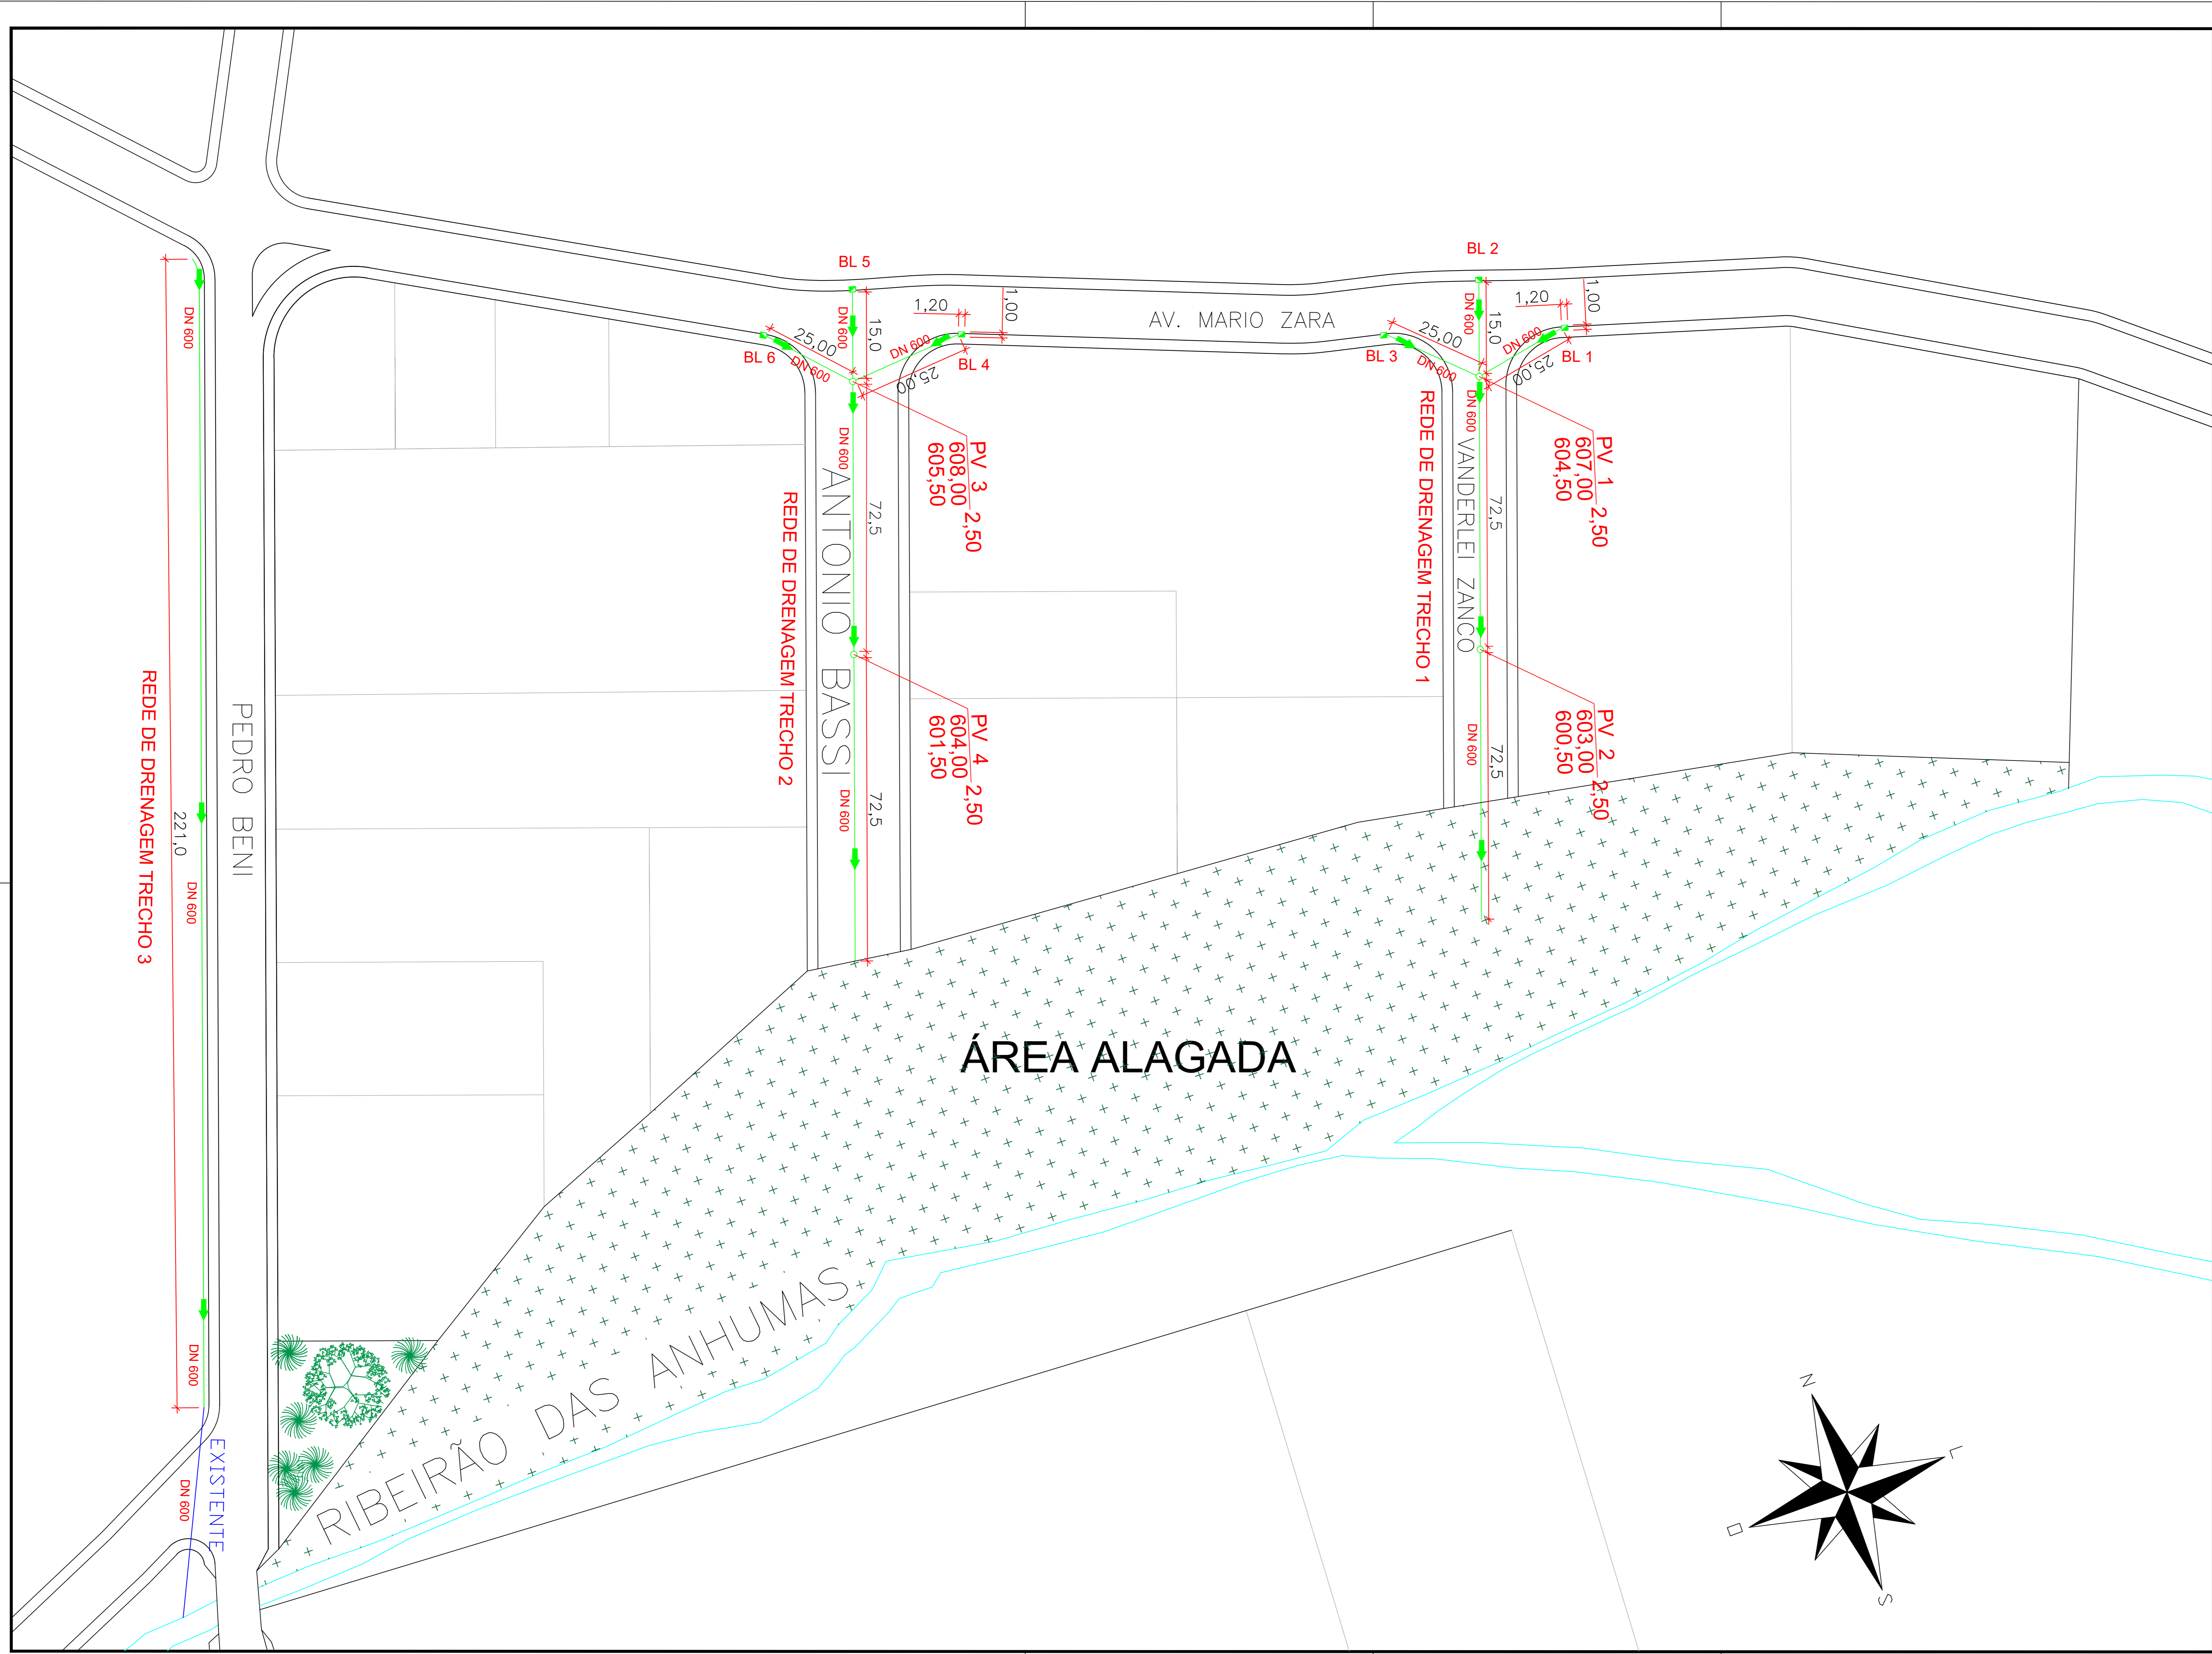 BL 5
BL 2
1,20
1,00
1,20
1,00
AV. MARIO ZARA
15,0
15,0
DN 600
DN 600
DN 600
DN 600
DN 600
DN 600
DN 600
25,00
25,00
25,00
25,00
BL 6
BL 4
BL 3
BL 1
PV 3
608,00
605,50
2,50
PV 1
607,00
604,50
2,50
DN 600
DN 600
72,5
72,5
ANTONIO BASSI
VANDERLEI ZANCO
REDE DE DRENAGEM TRECHO 2
REDE DE DRENAGEM TRECHO 1
PV 4
604,00
601,50
2,50
PV 2
603,00
600,50
2,50
DN 600
DN 600
72,5
72,5
PEDRO BENI
221,0
REDE DE DRENAGEM TRECHO 3
DN 600
DN 600
DN 600
EXISTENTE
ÁREA ALAGADA
RIBEIRÃO DAS ANHUMAS
N
L
O
S